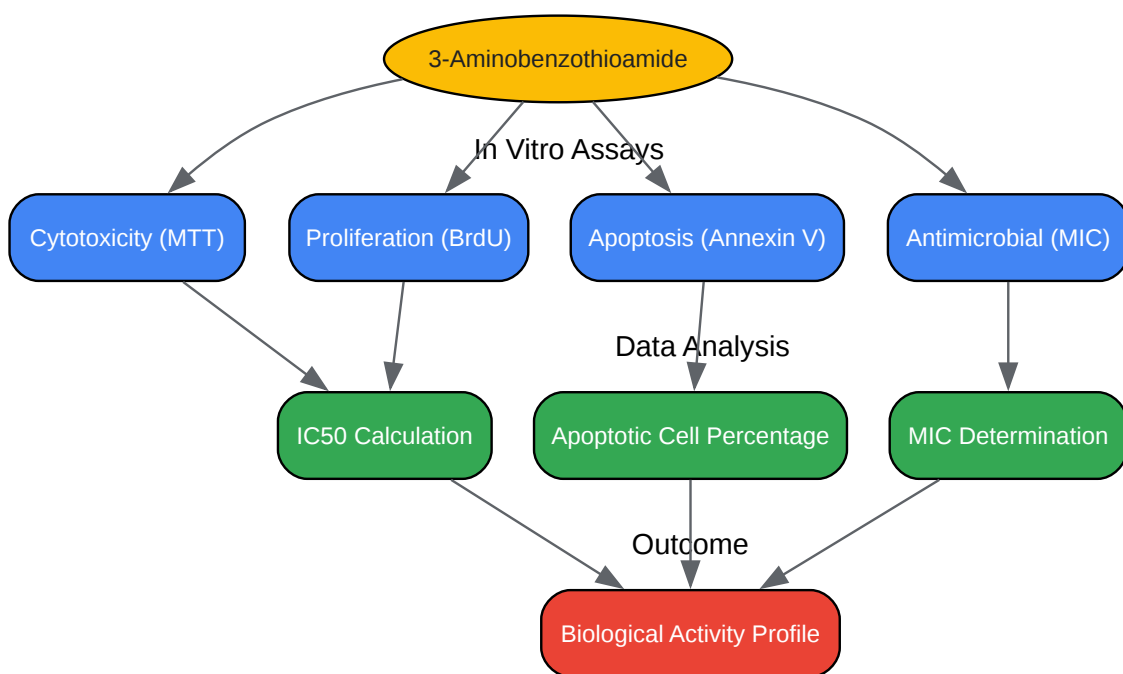 3-Aminobenzothioamide
In Vitro Assays
Cytotoxicity (MTT)
Proliferation (BrdU)
Apoptosis (Annexin V)
Antimicrobial (MIC)
Data Analysis
IC50 Calculation
Apoptotic Cell Percentage
MIC Determination
Outcome
Biological Activity Profile